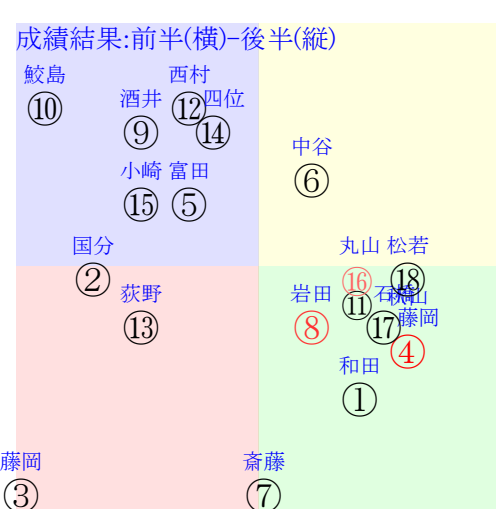 成績結果:前半(横)-後半(縦)
鮫島
⑩
西村
⑫
酒井
⑨
四位
⑭
中谷
⑥
小崎
⑮
富田
⑤
国分
②
丸山
⑯
松若
⑱
荻野
⑬
岩田
⑧
⑪
⑰
藤岡
④
和田
①
藤岡
③
斎藤
⑦